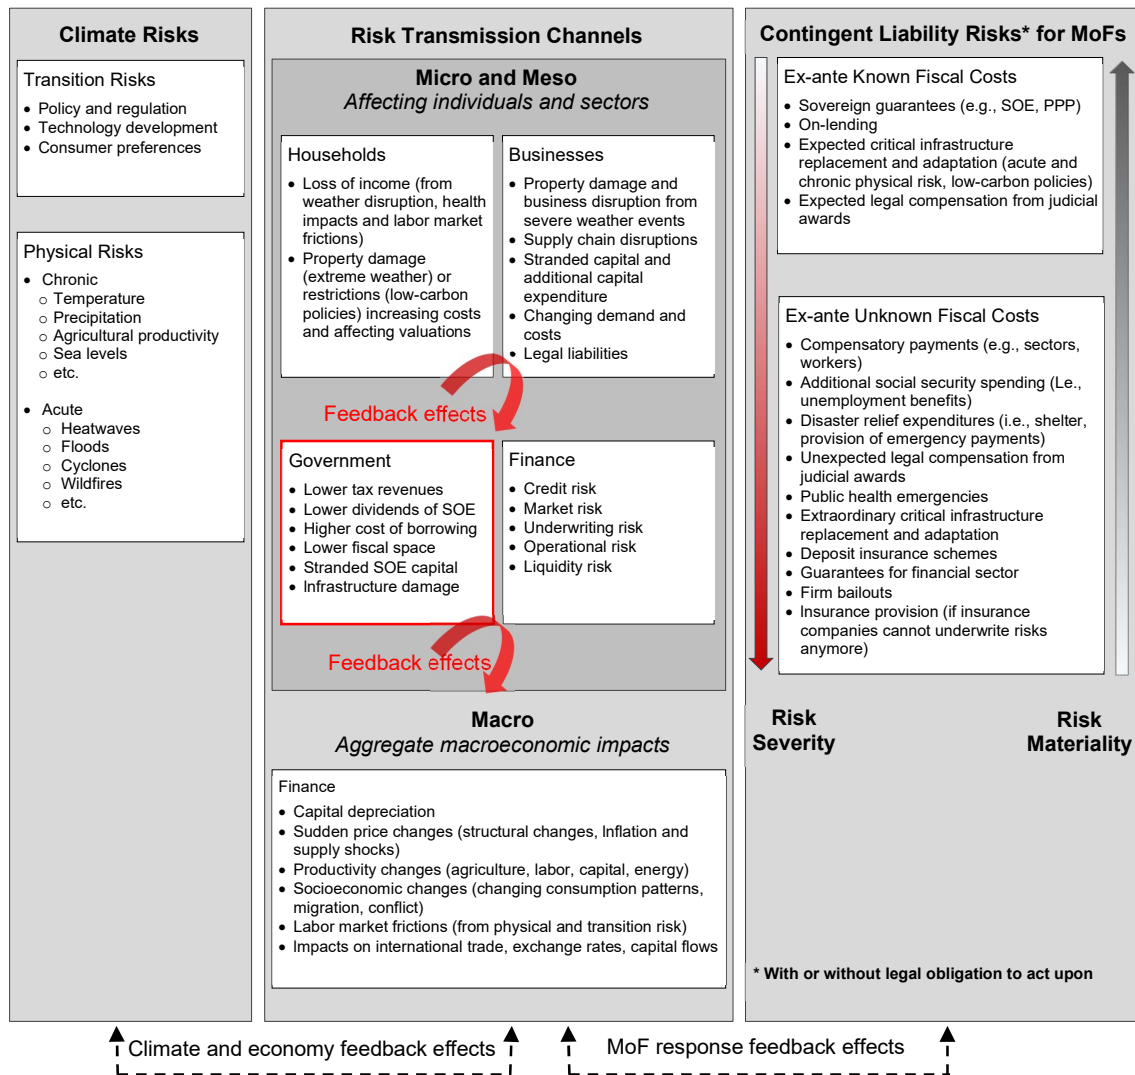 Climate Risks
Transition Risks
• Policy and regulation
• Technology development
• Consumer preferences
Physical Risks
• Chronic
o Temperature
o Precipitation
o Agricultural productivity
o Sea levels
o etc.
• Acute
o Heatwaves
o Floods
o Cyclones
o Wildfires
o etc.
Risk Transmission Channels
Micro and Meso
Affecting individuals and sectors
Households
• Loss of income (from
weather disruption, health
impacts and labor market
frictions)
• Property damage
(extreme weather) or
restrictions (low-carbon
policies) increasing costs
and affecting valuations
Businesses
• Property damage and
business disruption from
severe weather events
• Supply chain disruptions
• Stranded capital and
additional capital
expenditure
• Changing demand and
costs
• Legal liabilities
Feedback effects
Government
• Lower tax revenues
• Lower dividends of SOE
• Higher cost of borrowing
• Lower fiscal space
• Stranded SOE capital
• Infrastructure damage
Finance
• Credit risk
• Market risk
• Underwriting risk
• Operational risk
• Liquidity risk
Feedback effects
Macro
Aggregate macroeconomic impacts
Finance
• Capital depreciation
• Sudden price changes (structural changes, Inflation and
supply shocks)
• Productivity changes (agriculture, labor, capital, energy)
• Socioeconomic changes (changing consumption patterns,
migration, conflict)
• Labor market frictions (from physical and transition risk)
• Impacts on international trade, exchange rates, capital flows
Contingent Liability Risks* for MoFs
Ex-ante Known Fiscal Costs
• Sovereign guarantees (e.g., SOE, PPP)
• On-lending
• Expected critical infrastructure
replacement and adaptation (acute and
chronic physical risk, low-carbon policies)
• Expected legal compensation from judicial
awards
Ex-ante Unknown Fiscal Costs
• Compensatory payments (e.g., sectors,
workers)
• Additional social security spending (Le.,
unemployment benefits)
• Disaster relief expenditures (i.e., shelter,
provision of emergency payments)
• Unexpected legal compensation from
judicial awards
• Public health emergencies
• Extraordinary critical infrastructure
replacement and adaptation
• Deposit insurance schemes
• Guarantees for financial sector
• Firm bailouts
• Insurance provision (if insurance
companies cannot underwrite risks
anymore)
Risk
Severity
Risk
Materiality
* With or without legal obligation to act upon
Climate and economy feedback effects
MoF response feedback effects